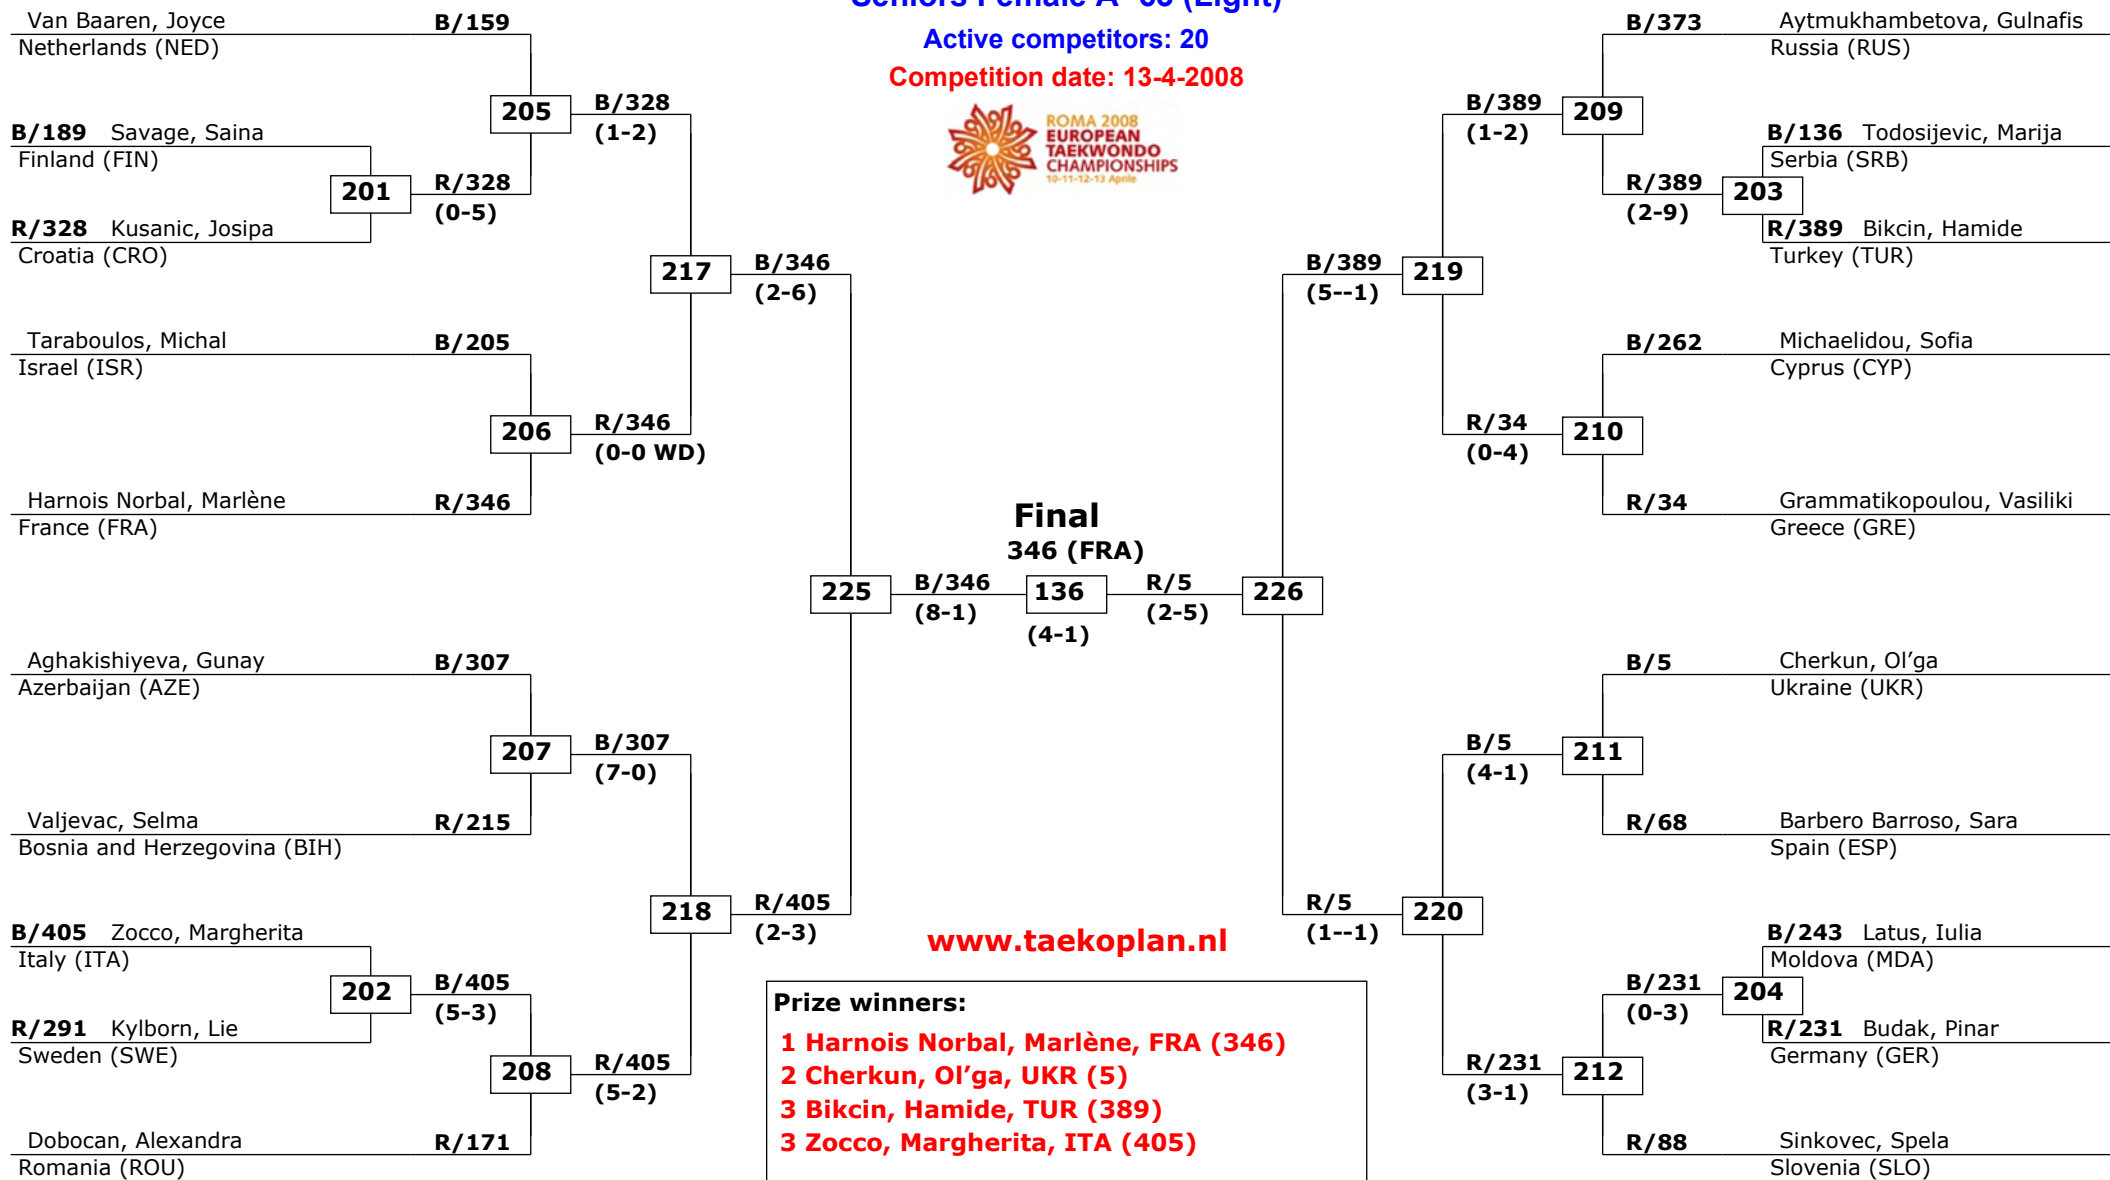 Seniors Female A -63 (Light)
Active competitors: 20
Competition date: 13-4-2008
ROMA 2008
EUROPEAN
TAEKWONDO
CHAMPIONSHIPS
10-11-12-13 Aprile
Van Baaren, Joyce B/159
Netherlands (NED)
205 B/328
(1-2)
B/189 Savage, Saina
Finland (FIN)
201 R/328
(0-5)
R/328 Kusanic, Josipa
Croatia (CRO)
217 B/346
(2-6)
Taraboulos, Michal B/205
Israel (ISR)
206 R/346
(0-0 WD)
Harnois Norbal, Marlène R/346
France (FRA)
Final
346 (FRA)
225 B/346 136 R/5 226
(8-1) (4-1) (2-5)
Aghakishiyeva, Gunay B/307
Azerbaijan (AZE)
207 B/307
(7-0)
Valjevac, Selma R/215
Bosnia and Herzegovina (BIH)
218 R/405
(2-3)
B/405 Zocco, Margherita
Italy (ITA)
202 B/405
(5-3)
R/291 Kylborn, Lie
Sweden (SWE)
208 R/405
(5-2)
Dobocan, Alexandra R/171
Romania (ROU)
B/373 Aytmukhambetova, Gulnafis
Russia (RUS)
B/389 209
(1-2)
B/136 Todosijevic, Marija
Serbia (SRB)
R/389 203
(2-9)
R/389 Bikcin, Hamide
Turkey (TUR)
B/389 219
(5--1)
B/262 Michaelidou, Sofia
Cyprus (CYP)
R/34 210
(0-4)
R/34 Grammatikopoulou, Vasiliki
Greece (GRE)
B/5 Cherkun, Ol’ga
Ukraine (UKR)
B/5 211
(4-1)
R/68 Barbero Barroso, Sara
Spain (ESP)
R/5 220
(1--1)
B/243 Latus, Iulia
Moldova (MDA)
B/231 204
(0-3)
R/231 Budak, Pinar
Germany (GER)
R/231 212
(3-1)
R/88 Sinkovec, Spela
Slovenia (SLO)
www.taekoplan.nl
Prize winners:
1 Harnois Norbal, Marlène, FRA (346)
2 Cherkun, Ol’ga, UKR (5)
3 Bikcin, Hamide, TUR (389)
3 Zocco, Margherita, ITA (405)